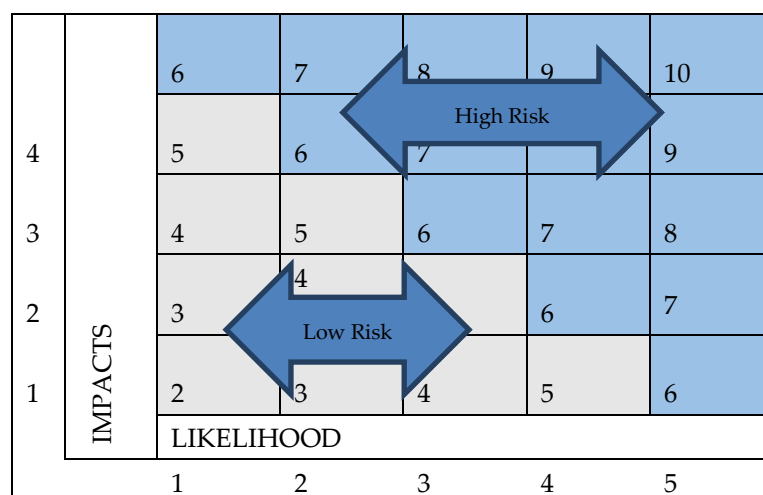 6 7 8 9 10
High Risk
4 5 6 7 9
3 4 5 6 7 8
4
2 3 6 7
Low Risk
IMPACTS
1 2 3 4 5 6
LIKELIHOOD
1 2 3 4 5